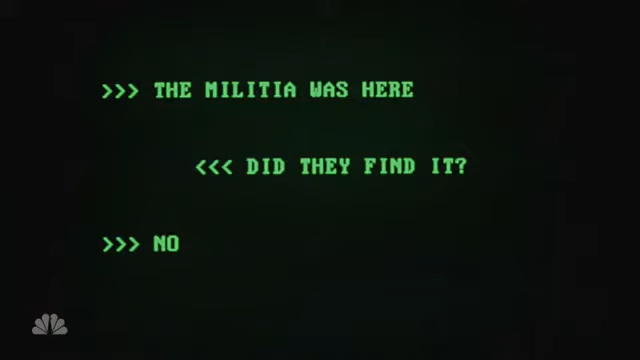 >>> THE MILITIA WAS HERE
<<< DID THEY FIND IT?
>>> NO